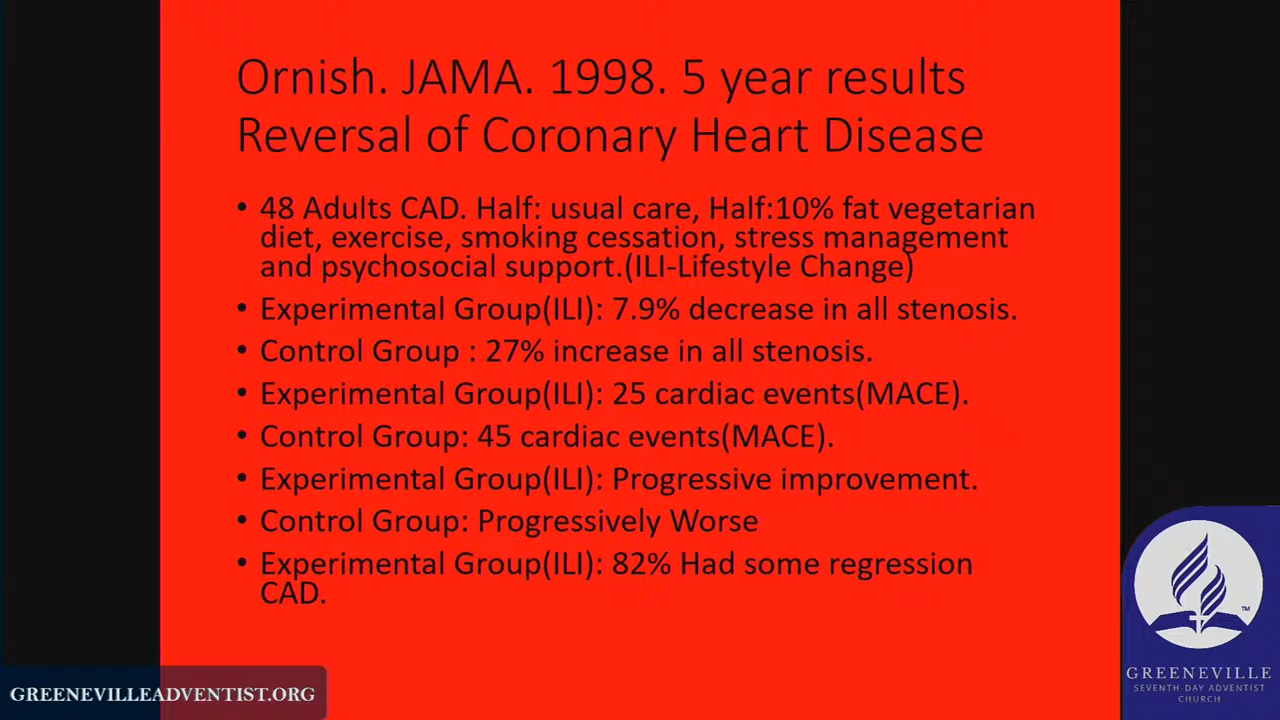 Ornish. JAMA. 1998. 5 year results
Reversal of Coronary Heart Disease
• 48 Adults CAD. Half: usual care, Half:10% fat vegetarian
diet, exercise, smoking cessation, stress management
and psychosocial support.(ILI-Lifestyle Change)
• Experimental Group(ILI): 7.9% decrease in all stenosis.
• Control Group : 27% increase in all stenosis.
• Experimental Group(ILI): 25 cardiac events(MACE).
• Control Group: 45 cardiac events(MACE).
• Experimental Group(ILI): Progressive improvement.
• Control Group: Progressively Worse
• Experimental Group(ILI): 82% Had some regression
CAD.
GREENEVILLEADVENTIST.ORG
TM
GREENEVILLE
SEVENTH-DAY ADVENTIST
CHURCH